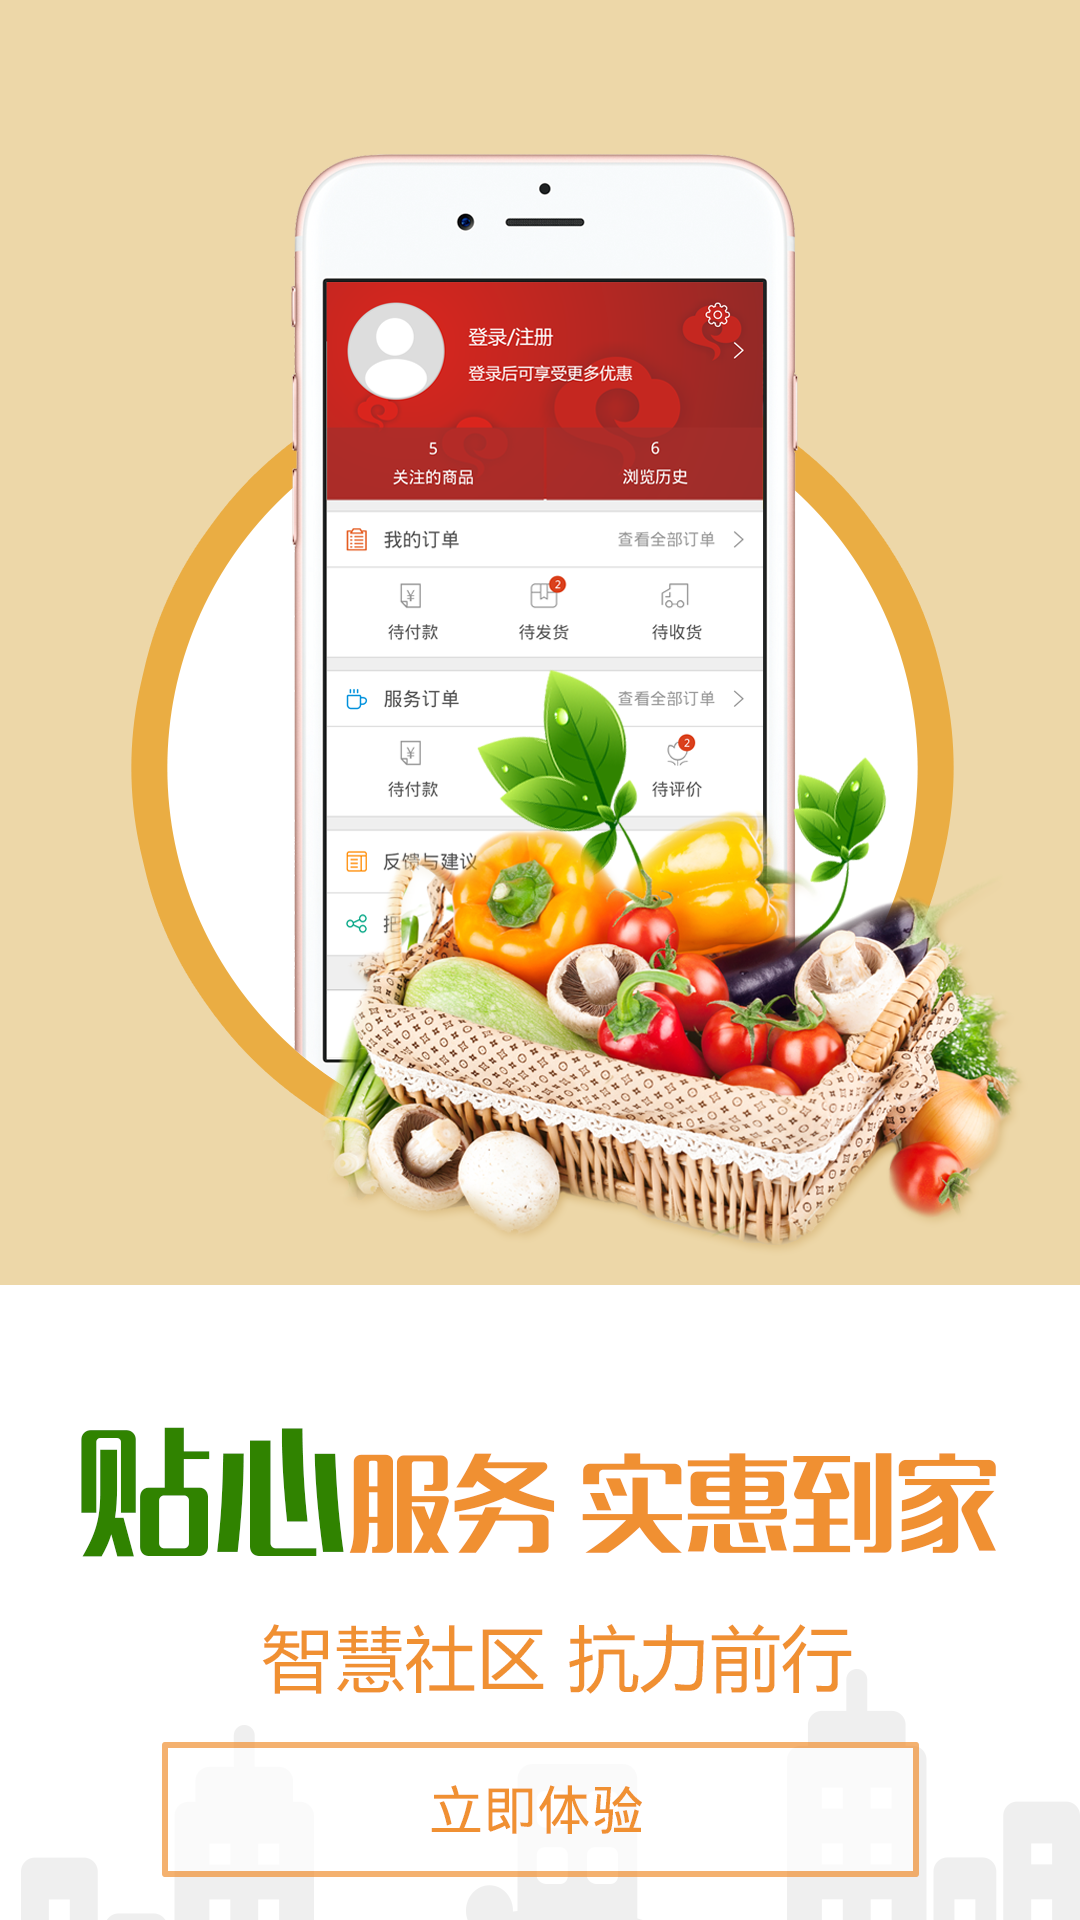 登录/注册
登录后可享受更多优惠
5 6
关注的商品 浏览历史
我的订单 查看全部订单
2
待付款 待发货 待收货
服务订单 查看全部订单
2
待付款 待评价
反馈与建议
把
贴心服务 实惠到家
智慧社区 抗力前行
立即体验